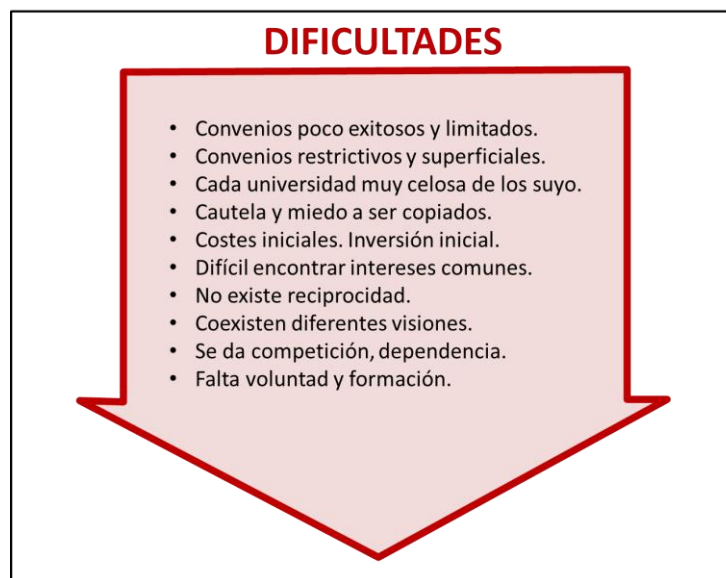 DIFICULTADES
• Convenios poco exitosos y limitados.
• Convenios restrictivos y superficiales.
• Cada universidad muy celosa de los suyo.
• Cautela y miedo a ser copiados.
• Costes iniciales. Inversión inicial.
• Difícil encontrar intereses comunes.
• No existe reciprocidad.
• Coexisten diferentes visiones.
• Se da competición, dependencia.
• Falta voluntad y formación.